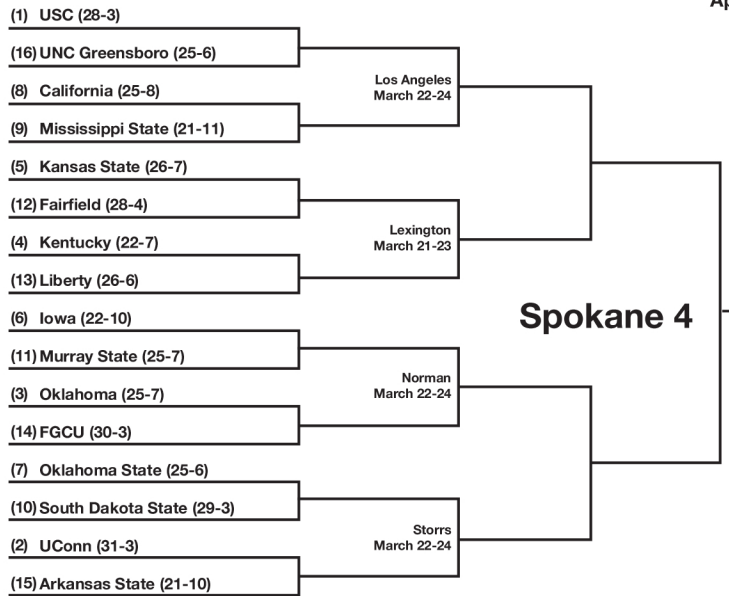 Ap
(1) USC (28-3)
(16) UNC Greensboro (25-6)
(8) California (25-8)
(9) Mississippi State (21-11)
(5) Kansas State (26-7)
(12) Fairfield (28-4)
(4) Kentucky (22-7)
(13) Liberty (26-6)
(6) Iowa (22-10)
(11) Murray State (25-7)
(3) Oklahoma (25-7)
(14) FGCU (30-3)
(7) Oklahoma State (25-6)
(10) South Dakota State (29-3)
(2) UConn (31-3)
(15) Arkansas State (21-10)
Los Angeles
March 22-24
Lexington
March 21-23
Norman
March 22-24
Storrs
March 22-24
Spokane 4